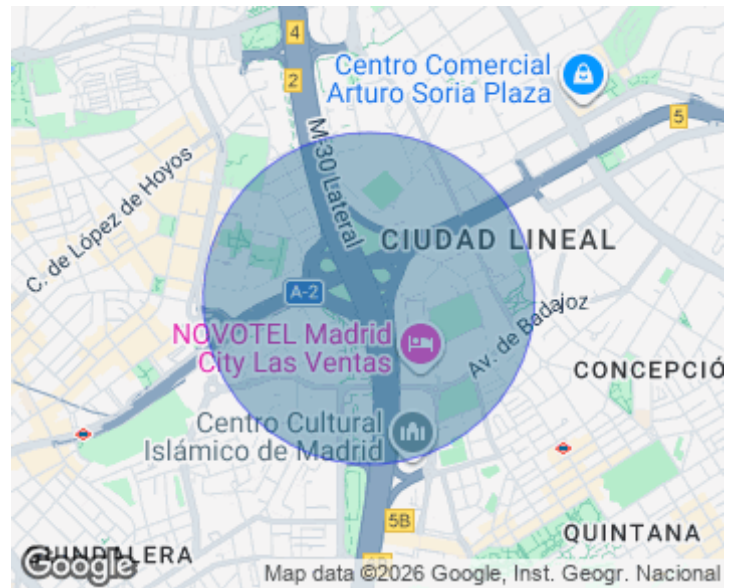 4
2
Centro Comercial
Arturo Soria Plaza
5
M-30 Lateral
C. de López de Hoyos
CIUDAD LINEAL
A-2
NOVOTEL Madrid
City Las Ventas
Av. de Badajoz
CONCEPCIÓ
Centro Cultural
Islámico de Madrid
5B
QUINTANA
Google
Map data ©2026 Google, Inst. Geogr. Nacional